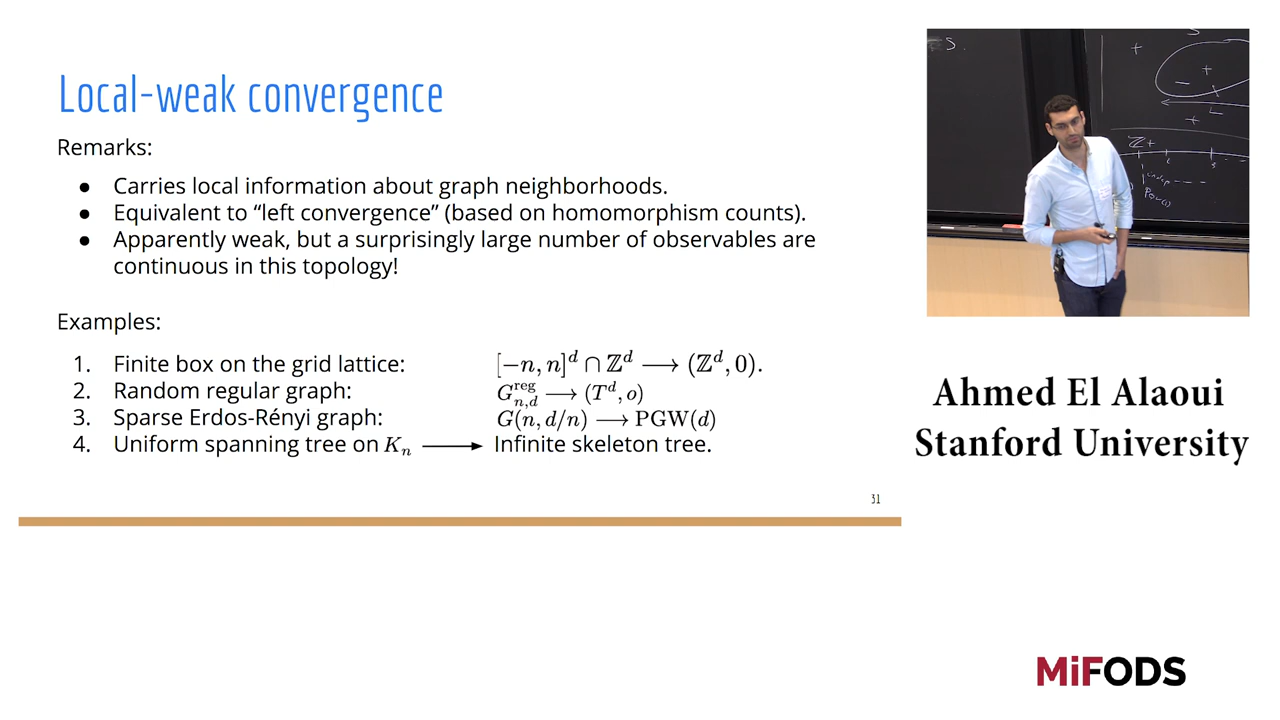 Local-weak convergence
Remarks:
● Carries local information about graph neighborhoods.
● Equivalent to “left convergence” (based on homomorphism counts).
● Apparently weak, but a surprisingly large number of observables are
continuous in this topology!
Examples:
1. Finite box on the grid lattice: [−n, n]^d ∩ ℤ^d ⟶ (ℤ^d, 0).
2. Random regular graph: G_{n,d}^{reg} ⟶ (T^d, o)
3. Sparse Erdos-Rényi graph: G(n, d/n) ⟶ PGW(d)
4. Uniform spanning tree on K_n ⟶ Infinite skeleton tree.
31
Ahmed El Alaoui
Stanford University
MiFODS